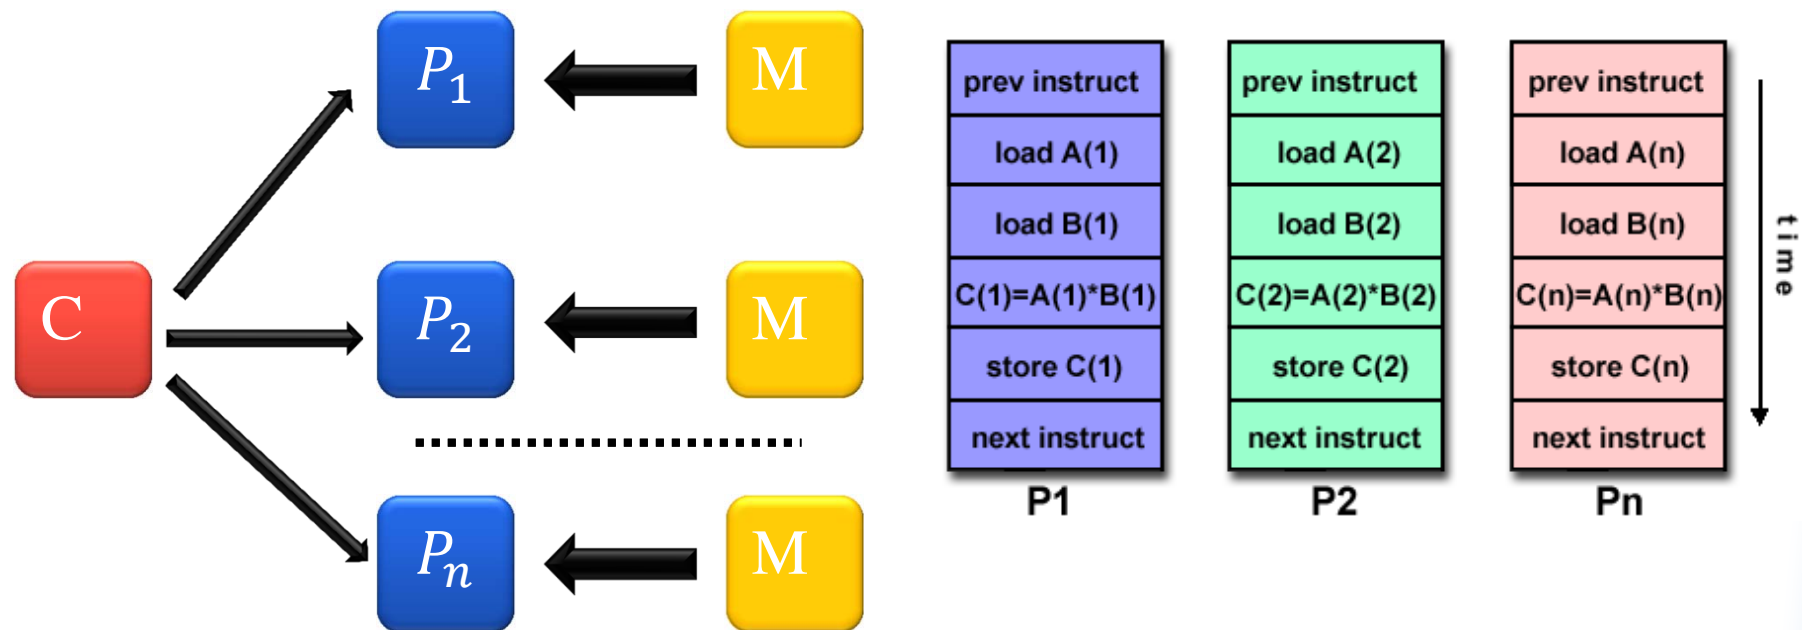 C
P₁
M
P₂
M
Pₙ
M
prev instruct
load A(1)
load B(1)
C(1)=A(1)*B(1)
store C(1)
next instruct
P1
prev instruct
load A(2)
load B(2)
C(2)=A(2)*B(2)
store C(2)
next instruct
P2
prev instruct
load A(n)
load B(n)
C(n)=A(n)*B(n)
store C(n)
next instruct
Pn
time